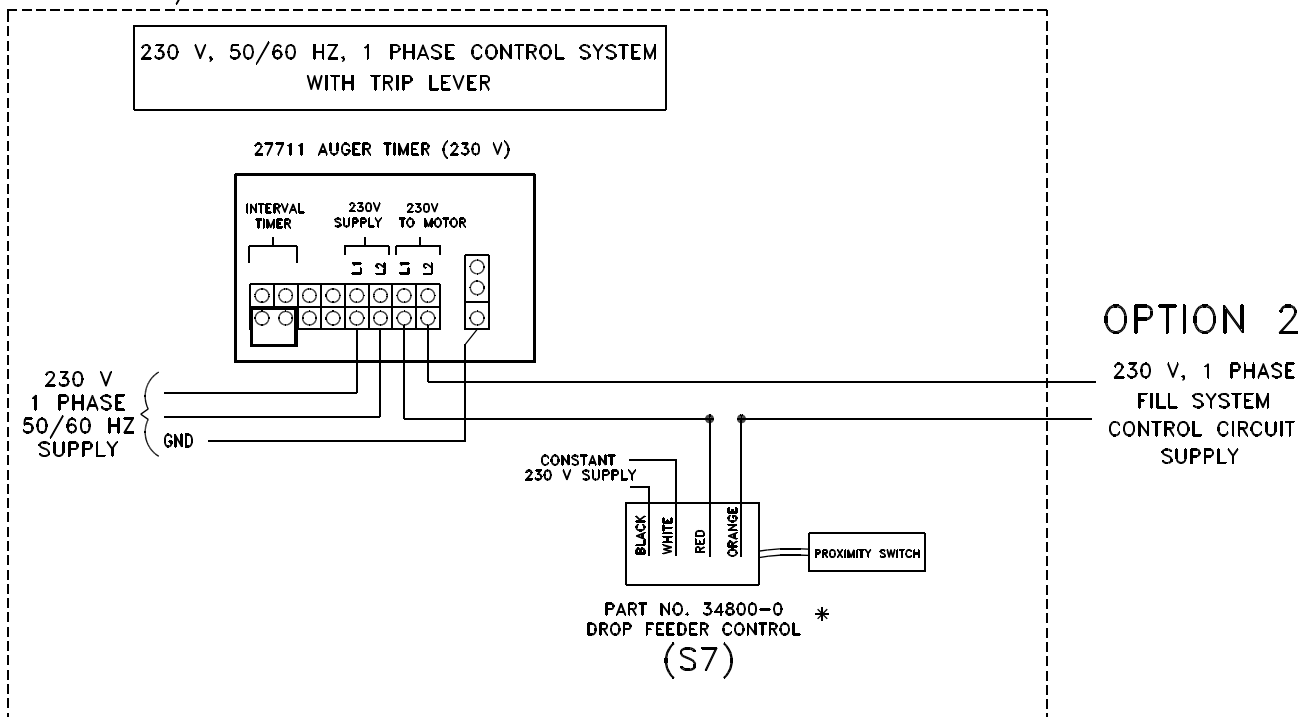 230 V, 50/60 HZ, 1 PHASE CONTROL SYSTEM
WITH TRIP LEVER
27711 AUGER TIMER (230 V)
INTERVAL
TIMER
230V
SUPPLY
230V
TO MOTOR
L1
L2
L1
L2
OPTION 2
230 V, 1 PHASE
FILL SYSTEM
CONTROL CIRCUIT
SUPPLY
230 V
1 PHASE
50/60 HZ
SUPPLY
GND
CONSTANT
230 V SUPPLY
BLACK
WHITE
RED
ORANGE
PROXIMITY SWITCH
PART NO. 34800-0 *
DROP FEEDER CONTROL
(S7)